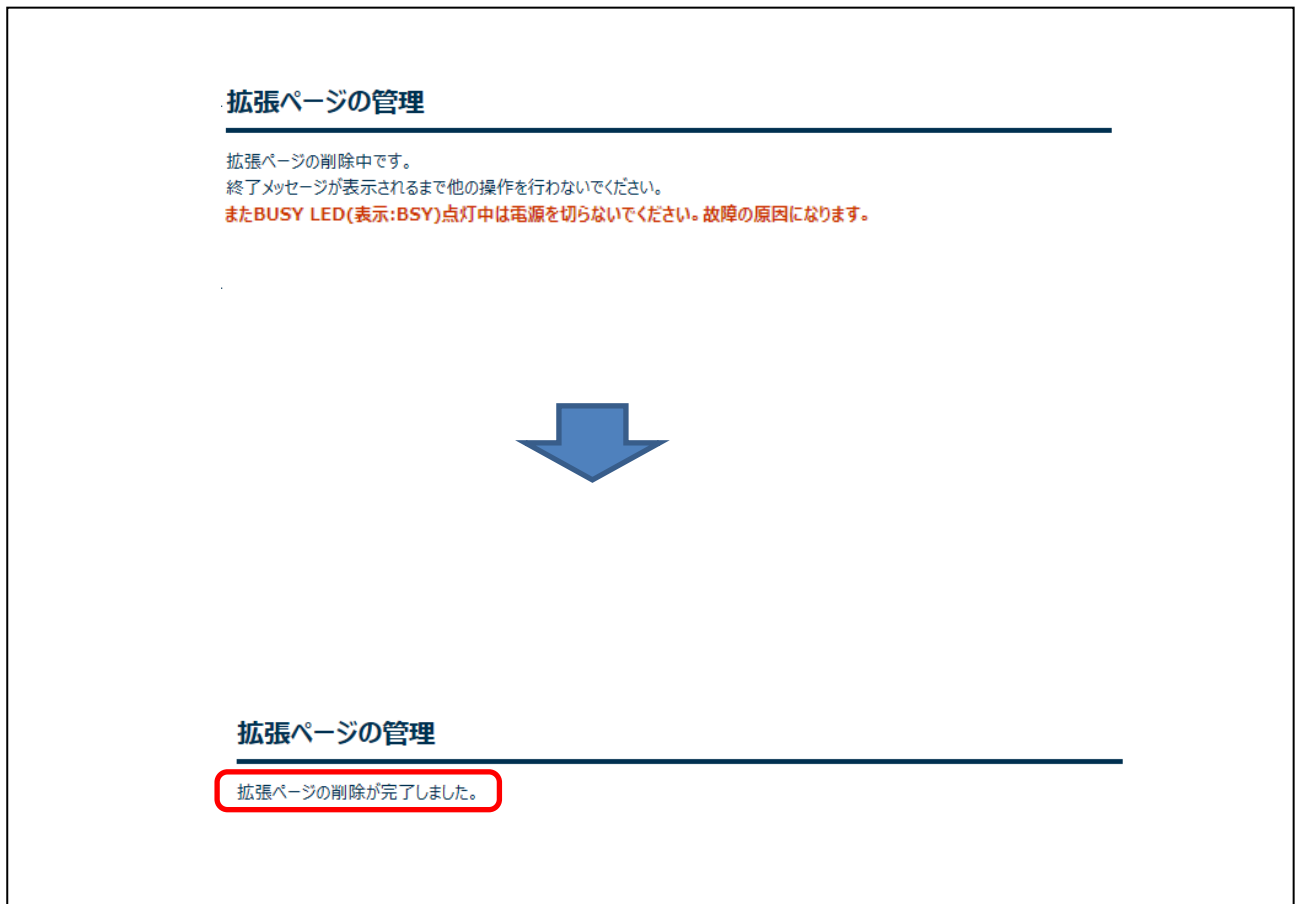 拡張ページの管理
拡張ページの削除中です。
終了メッセージが表示されるまで他の操作を行わないでください。
またBUSY LED(表示:BSY)点灯中は電源を切らないでください。故障の原因になります。
拡張ページの管理
拡張ページの削除が完了しました。